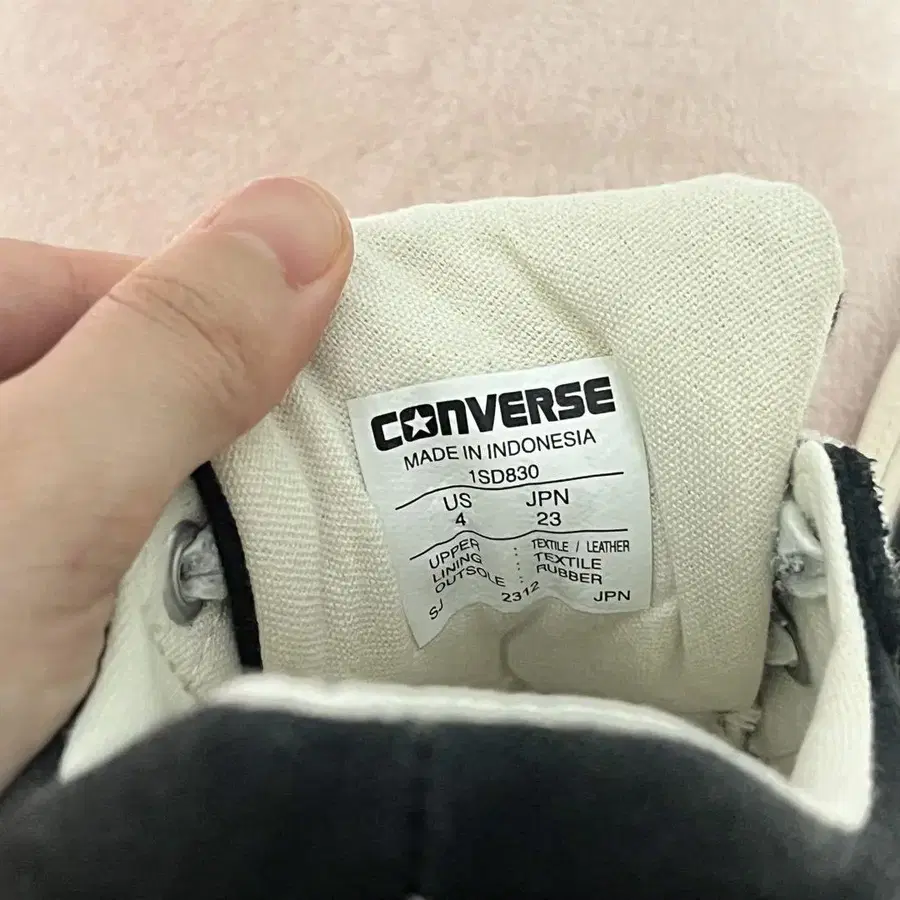 CONVERSE
MADE IN INDONESIA
1SD830
US JPN
4 23
UPPER : TEXTILE / LEATHER
LINING : TEXTILE
OUTSOLE : RUBBER
SJ 2312 JPN